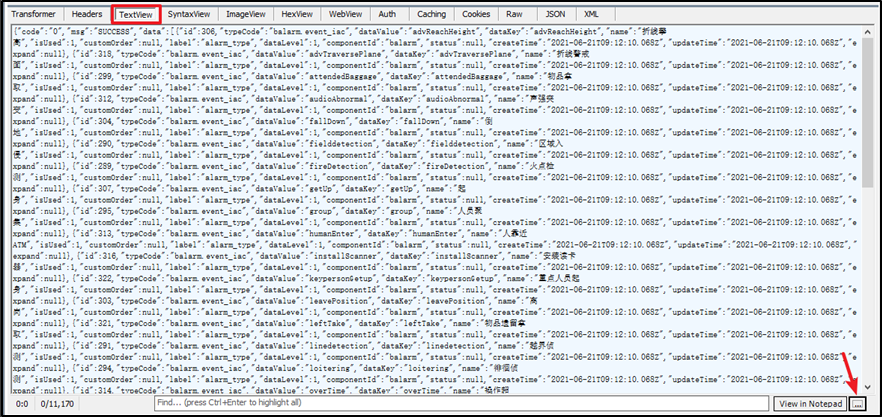 Transformer Headers TextView SyntaxView ImageView HexView WebView Auth Caching Cookies Raw JSON XML
{"code":"0","msg":"SUCCESS","data":[{"id":306,"typeCode":"balarm.event_iac","dataValue":"advReachHeight","dataKey":"advReachHeight","name":"折线攀
高","isUsed":1,"customOrder":null,"label":"alarm_type","dataLevel":1,"componentId":"balarm","status":null,"createTime":"2021-06-21T09:12:10.068Z","updateTime":"2021-06-21T09:12:10.068Z","e
xpand":null},{"id":318,"typeCode":"balarm.event_iac","dataValue":"advTraversePlane","dataKey":"advTraversePlane","name":"折线警戒
面","isUsed":1,"customOrder":null,"label":"alarm_type","dataLevel":1,"componentId":"balarm","status":null,"createTime":"2021-06-21T09:12:10.068Z","updateTime":"2021-06-21T09:12:10.068Z","e
xpand":null},{"id":299,"typeCode":"balarm.event_iac","dataValue":"attendedBaggage","dataKey":"attendedBaggage","name":"物品拿
取","isUsed":1,"customOrder":null,"label":"alarm_type","dataLevel":1,"componentId":"balarm","status":null,"createTime":"2021-06-21T09:12:10.068Z","updateTime":"2021-06-21T09:12:10.068Z","e
xpand":null},{"id":312,"typeCode":"balarm.event_iac","dataValue":"audioAbnormal","dataKey":"audioAbnormal","name":"声强突
变","isUsed":1,"customOrder":null,"label":"alarm_type","dataLevel":1,"componentId":"balarm","status":null,"createTime":"2021-06-21T09:12:10.068Z","updateTime":"2021-06-21T09:12:10.068Z","e
xpand":null},{"id":304,"typeCode":"balarm.event_iac","dataValue":"fallDown","dataKey":"fallDown","name":"倒
地","isUsed":1,"customOrder":null,"label":"alarm_type","dataLevel":1,"componentId":"balarm","status":null,"createTime":"2021-06-21T09:12:10.068Z","updateTime":"2021-06-21T09:12:10.068Z","e
xpand":null},{"id":290,"typeCode":"balarm.event_iac","dataValue":"fielddetection","dataKey":"fielddetection","name":"区域入
侵","isUsed":1,"customOrder":null,"label":"alarm_type","dataLevel":1,"componentId":"balarm","status":null,"createTime":"2021-06-21T09:12:10.068Z","updateTime":"2021-06-21T09:12:10.068Z","e
xpand":null},{"id":289,"typeCode":"balarm.event_iac","dataValue":"fireDetection","dataKey":"fireDetection","name":"火点检
测","isUsed":1,"customOrder":null,"label":"alarm_type","dataLevel":1,"componentId":"balarm","status":null,"createTime":"2021-06-21T09:12:10.068Z","updateTime":"2021-06-21T09:12:10.068Z","e
xpand":null},{"id":307,"typeCode":"balarm.event_iac","dataValue":"getUp","dataKey":"getUp","name":"起
身","isUsed":1,"customOrder":null,"label":"alarm_type","dataLevel":1,"componentId":"balarm","status":null,"createTime":"2021-06-21T09:12:10.068Z","updateTime":"2021-06-21T09:12:10.068Z","e
xpand":null},{"id":295,"typeCode":"balarm.event_iac","dataValue":"group","dataKey":"group","name":"人员聚
集","isUsed":1,"customOrder":null,"label":"alarm_type","dataLevel":1,"componentId":"balarm","status":null,"createTime":"2021-06-21T09:12:10.068Z","updateTime":"2021-06-21T09:12:10.068Z","e
xpand":null},{"id":313,"typeCode":"balarm.event_iac","dataValue":"humanEnter","dataKey":"humanEnter","name":"人靠近
ATM","isUsed":1,"customOrder":null,"label":"alarm_type","dataLevel":1,"componentId":"balarm","status":null,"createTime":"2021-06-21T09:12:10.068Z","updateTime":"2021-06-21T09:12:10.068Z",
expand":null},{"id":316,"typeCode":"balarm.event_iac","dataValue":"installScanner","dataKey":"installScanner","name":"安装读卡
器","isUsed":1,"customOrder":null,"label":"alarm_type","dataLevel":1,"componentId":"balarm","status":null,"createTime":"2021-06-21T09:12:10.068Z","updateTime":"2021-06-21T09:12:10.068Z","e
xpand":null},{"id":322,"typeCode":"balarm.event_iac","dataValue":"keypersonGetup","dataKey":"keypersonGetup","name":"重点人员起
身","isUsed":1,"customOrder":null,"label":"alarm_type","dataLevel":1,"componentId":"balarm","status":null,"createTime":"2021-06-21T09:12:10.068Z","updateTime":"2021-06-21T09:12:10.068Z","e
xpand":null},{"id":303,"typeCode":"balarm.event_iac","dataValue":"leavePosition","dataKey":"leavePosition","name":"离
岗","isUsed":1,"customOrder":null,"label":"alarm_type","dataLevel":1,"componentId":"balarm","status":null,"createTime":"2021-06-21T09:12:10.068Z","updateTime":"2021-06-21T09:12:10.068Z","e
xpand":null},{"id":321,"typeCode":"balarm.event_iac","dataValue":"leftTake","dataKey":"leftTake","name":"物品遗留拿
取","isUsed":1,"customOrder":null,"label":"alarm_type","dataLevel":1,"componentId":"balarm","status":null,"createTime":"2021-06-21T09:12:10.068Z","updateTime":"2021-06-21T09:12:10.068Z","e
xpand":null},{"id":291,"typeCode":"balarm.event_iac","dataValue":"linedetection","dataKey":"linedetection","name":"越界侦
测","isUsed":1,"customOrder":null,"label":"alarm_type","dataLevel":1,"componentId":"balarm","status":null,"createTime":"2021-06-21T09:12:10.068Z","updateTime":"2021-06-21T09:12:10.068Z","e
xpand":null},{"id":294,"typeCode":"balarm.event_iac","dataValue":"loitering","dataKey":"loitering","name":"徘徊侦
测","isUsed":1,"customOrder":null,"label":"alarm_type","dataLevel":1,"componentId":"balarm","status":null,"createTime":"2021-06-21T09:12:10.068Z","updateTime":"2021-06-21T09:12:10.068Z","e
xpand":null},{"id":314,"typeCode":"balarm.event_iac","dataValue":"overTime","dataKey":"overTime","name":"操作超
0:0 0/11,170 Find... (press Ctrl+Enter to highlight all) View in Notepad ...